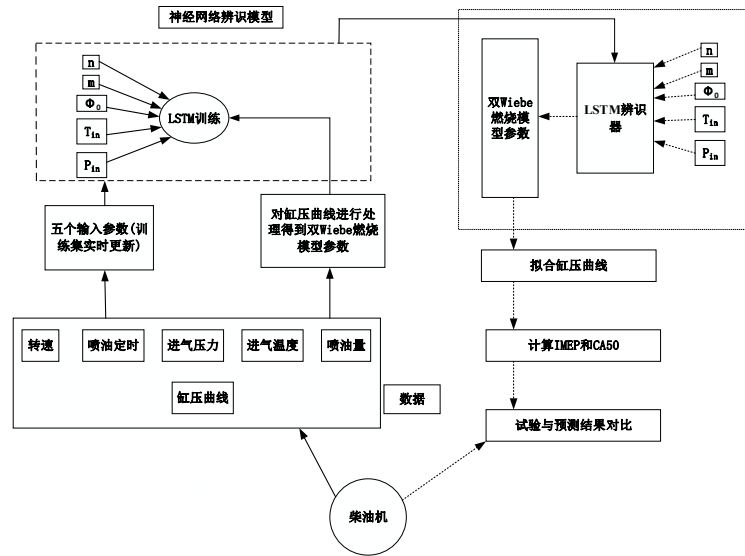 神经网络辨识模型
n
m
Φ₀
T_in
P_in
LSTM训练
双Wiebe
燃烧模
型参数
LSTM辨识
器
n
m
Φ₀
T_in
P_in
五个输入参数(训
练集实时更新)
对缸压曲线进行处
理得到双Wiebe燃烧
模型参数
拟合缸压曲线
转速
喷油定时
进气压力
进气温度
喷油量
缸压曲线
数据
计算IMEP和CA50
试验与预测结果对比
柴油机